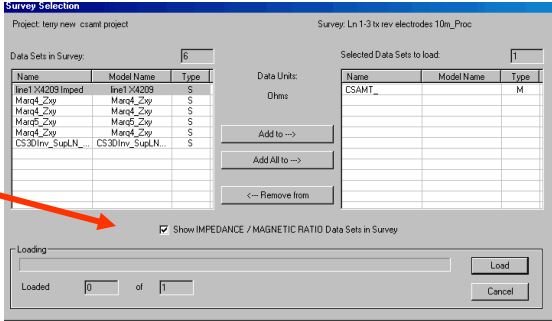 Survey Selection
Project: terry new csamt project Survey: Ln 1-3 tx rev electrodes 10m_Proc
Data Sets in Survey: 6 Selected Data Sets to load: 1
Name Model Name Type Data Units: Name Model Name Type
line1 X4209 Imped line1 X4209 S Ohms CSAMT_ M
Marq4_Zxy Marq4_Zxy S
Marq4_Zxy Marq4_Zxy S
Marq5_Zxy Marq4_Zxy S
Marq4_Zxy Marq4_Zxy S
CS3DInv_SupLN_... CS3DInv_SupLN... S
Add to --->
Add All to --->
<--- Remove from
Show IMPEDANCE / MAGNETIC RATIO Data Sets in Survey
Loading
Load
Loaded 0 of 1
Cancel